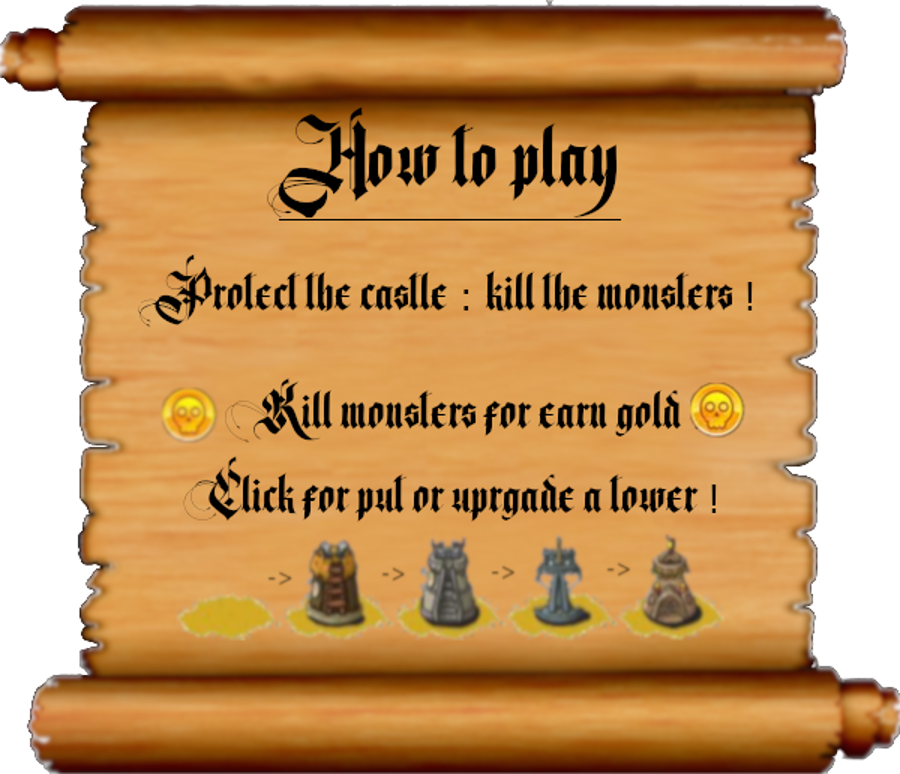 How to play
Protect the castle : kill the monsters !
Kill monsters for earn gold
Click for put or uprgade a tower !
-> -> -> ->